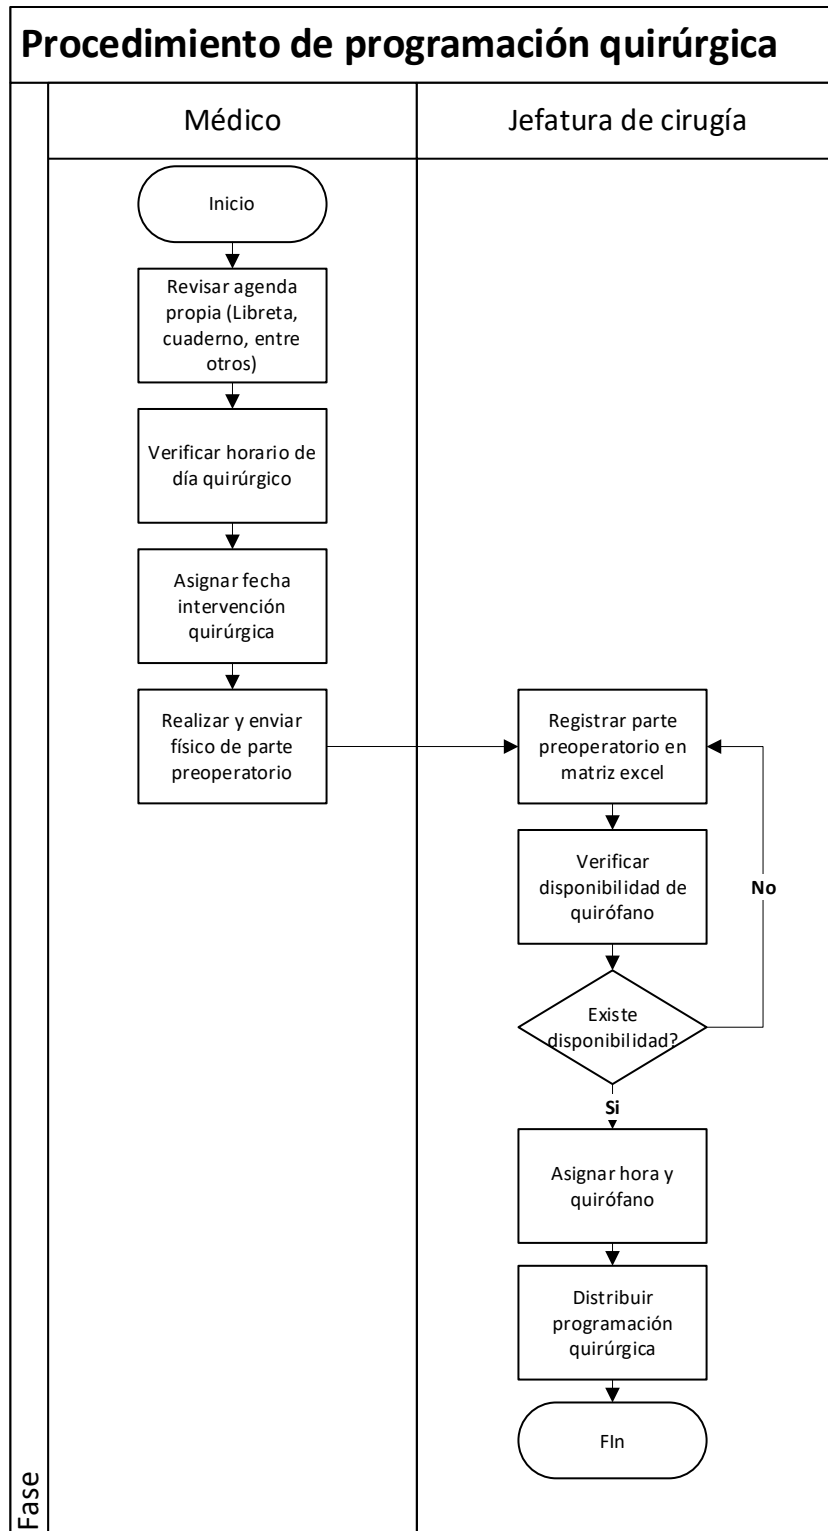 Procedimiento de programación quirúrgica
Médico
Jefatura de cirugía
Inicio
Revisar agenda
propia (Libreta,
cuaderno, entre
otros)
Verificar horario de
día quirúrgico
Asignar fecha
intervención
quirúrgica
Realizar y enviar
físico de parte
preoperatorio
Registrar parte
preoperatorio en
matriz excel
Verificar
disponibilidad de
quirófano
No
Existe
disponibilidad?
Si
Asignar hora y
quirófano
Distribuir
programación
quirúrgica
FIn
Fase